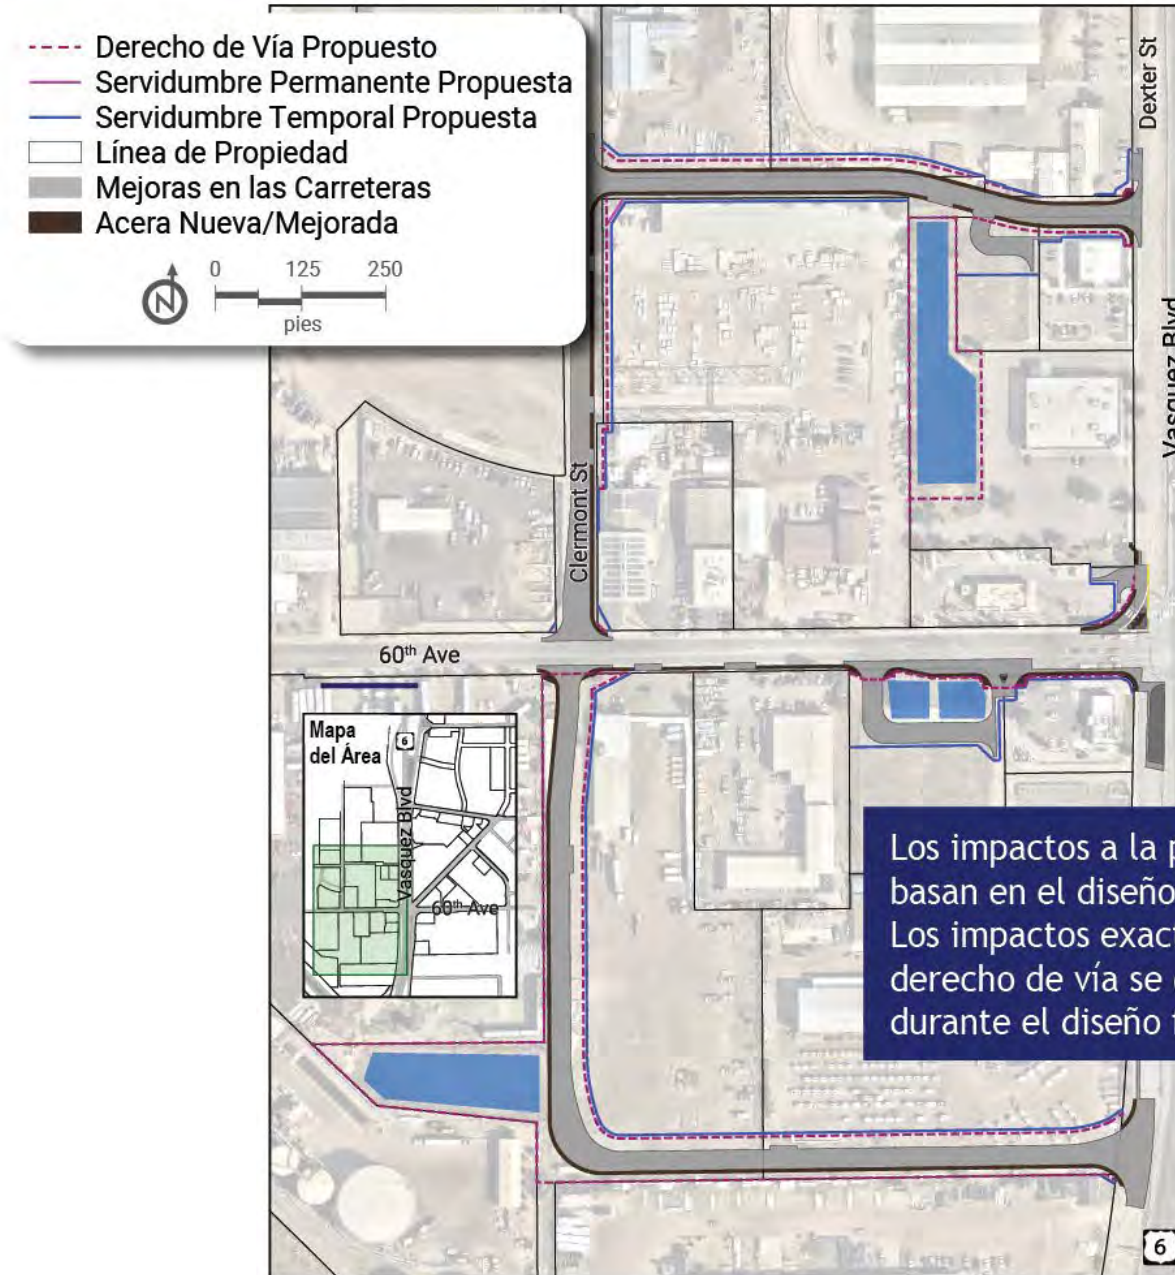 Derecho de Vía Propuesto
Servidumbre Permanente Propuesta
Servidumbre Temporal Propuesta
Línea de Propiedad
Mejoras en las Carreteras
Acera Nueva/Mejorada
N
0 125 250
pies
Dexter St
Vasquez Blvd
Clermont St
60th Ave
Mapa
del Área
6
Vasquez Blvd
60th Ave
Los impactos a la p
basan en el diseño
Los impactos exact
derecho de vía se
durante el diseño
6